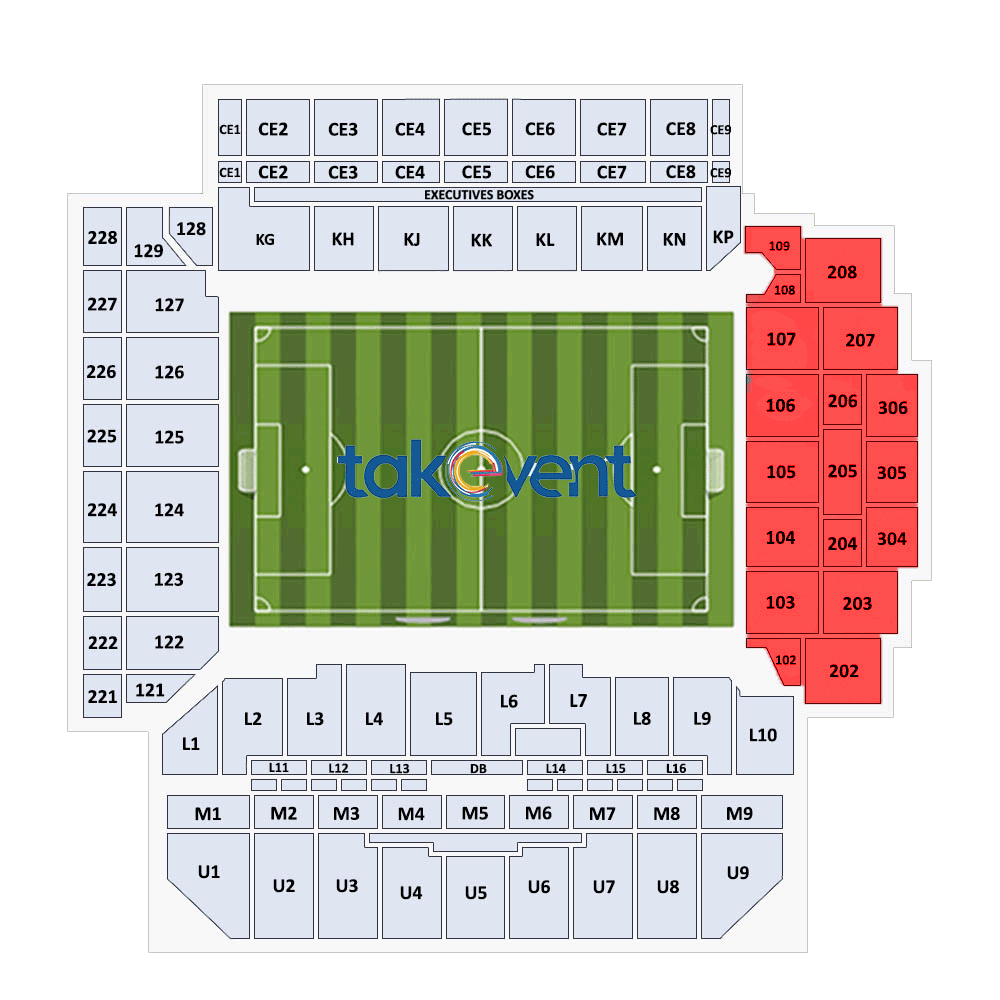 CE1 CE2 CE3 CE4 CE5 CE6 CE7 CE8 CE9
CE1 CE2 CE3 CE4 CE5 CE6 CE7 CE8 CE9
EXECUTIVES BOXES
KG KH KJ KK KL KM KN KP
228 129 128
227 127
226 126
225 125
224 124
223 123
222 122
221 121
takevent
109 208
108
107 207
106 206 306
105 205 305
104 204 304
103 203
102 202
L1 L2 L3 L4 L5 L6 L7 L8 L9 L10
L11 L12 L13 DB L14 L15 L16
M1 M2 M3 M4 M5 M6 M7 M8 M9
U1 U2 U3 U4 U5 U6 U7 U8 U9